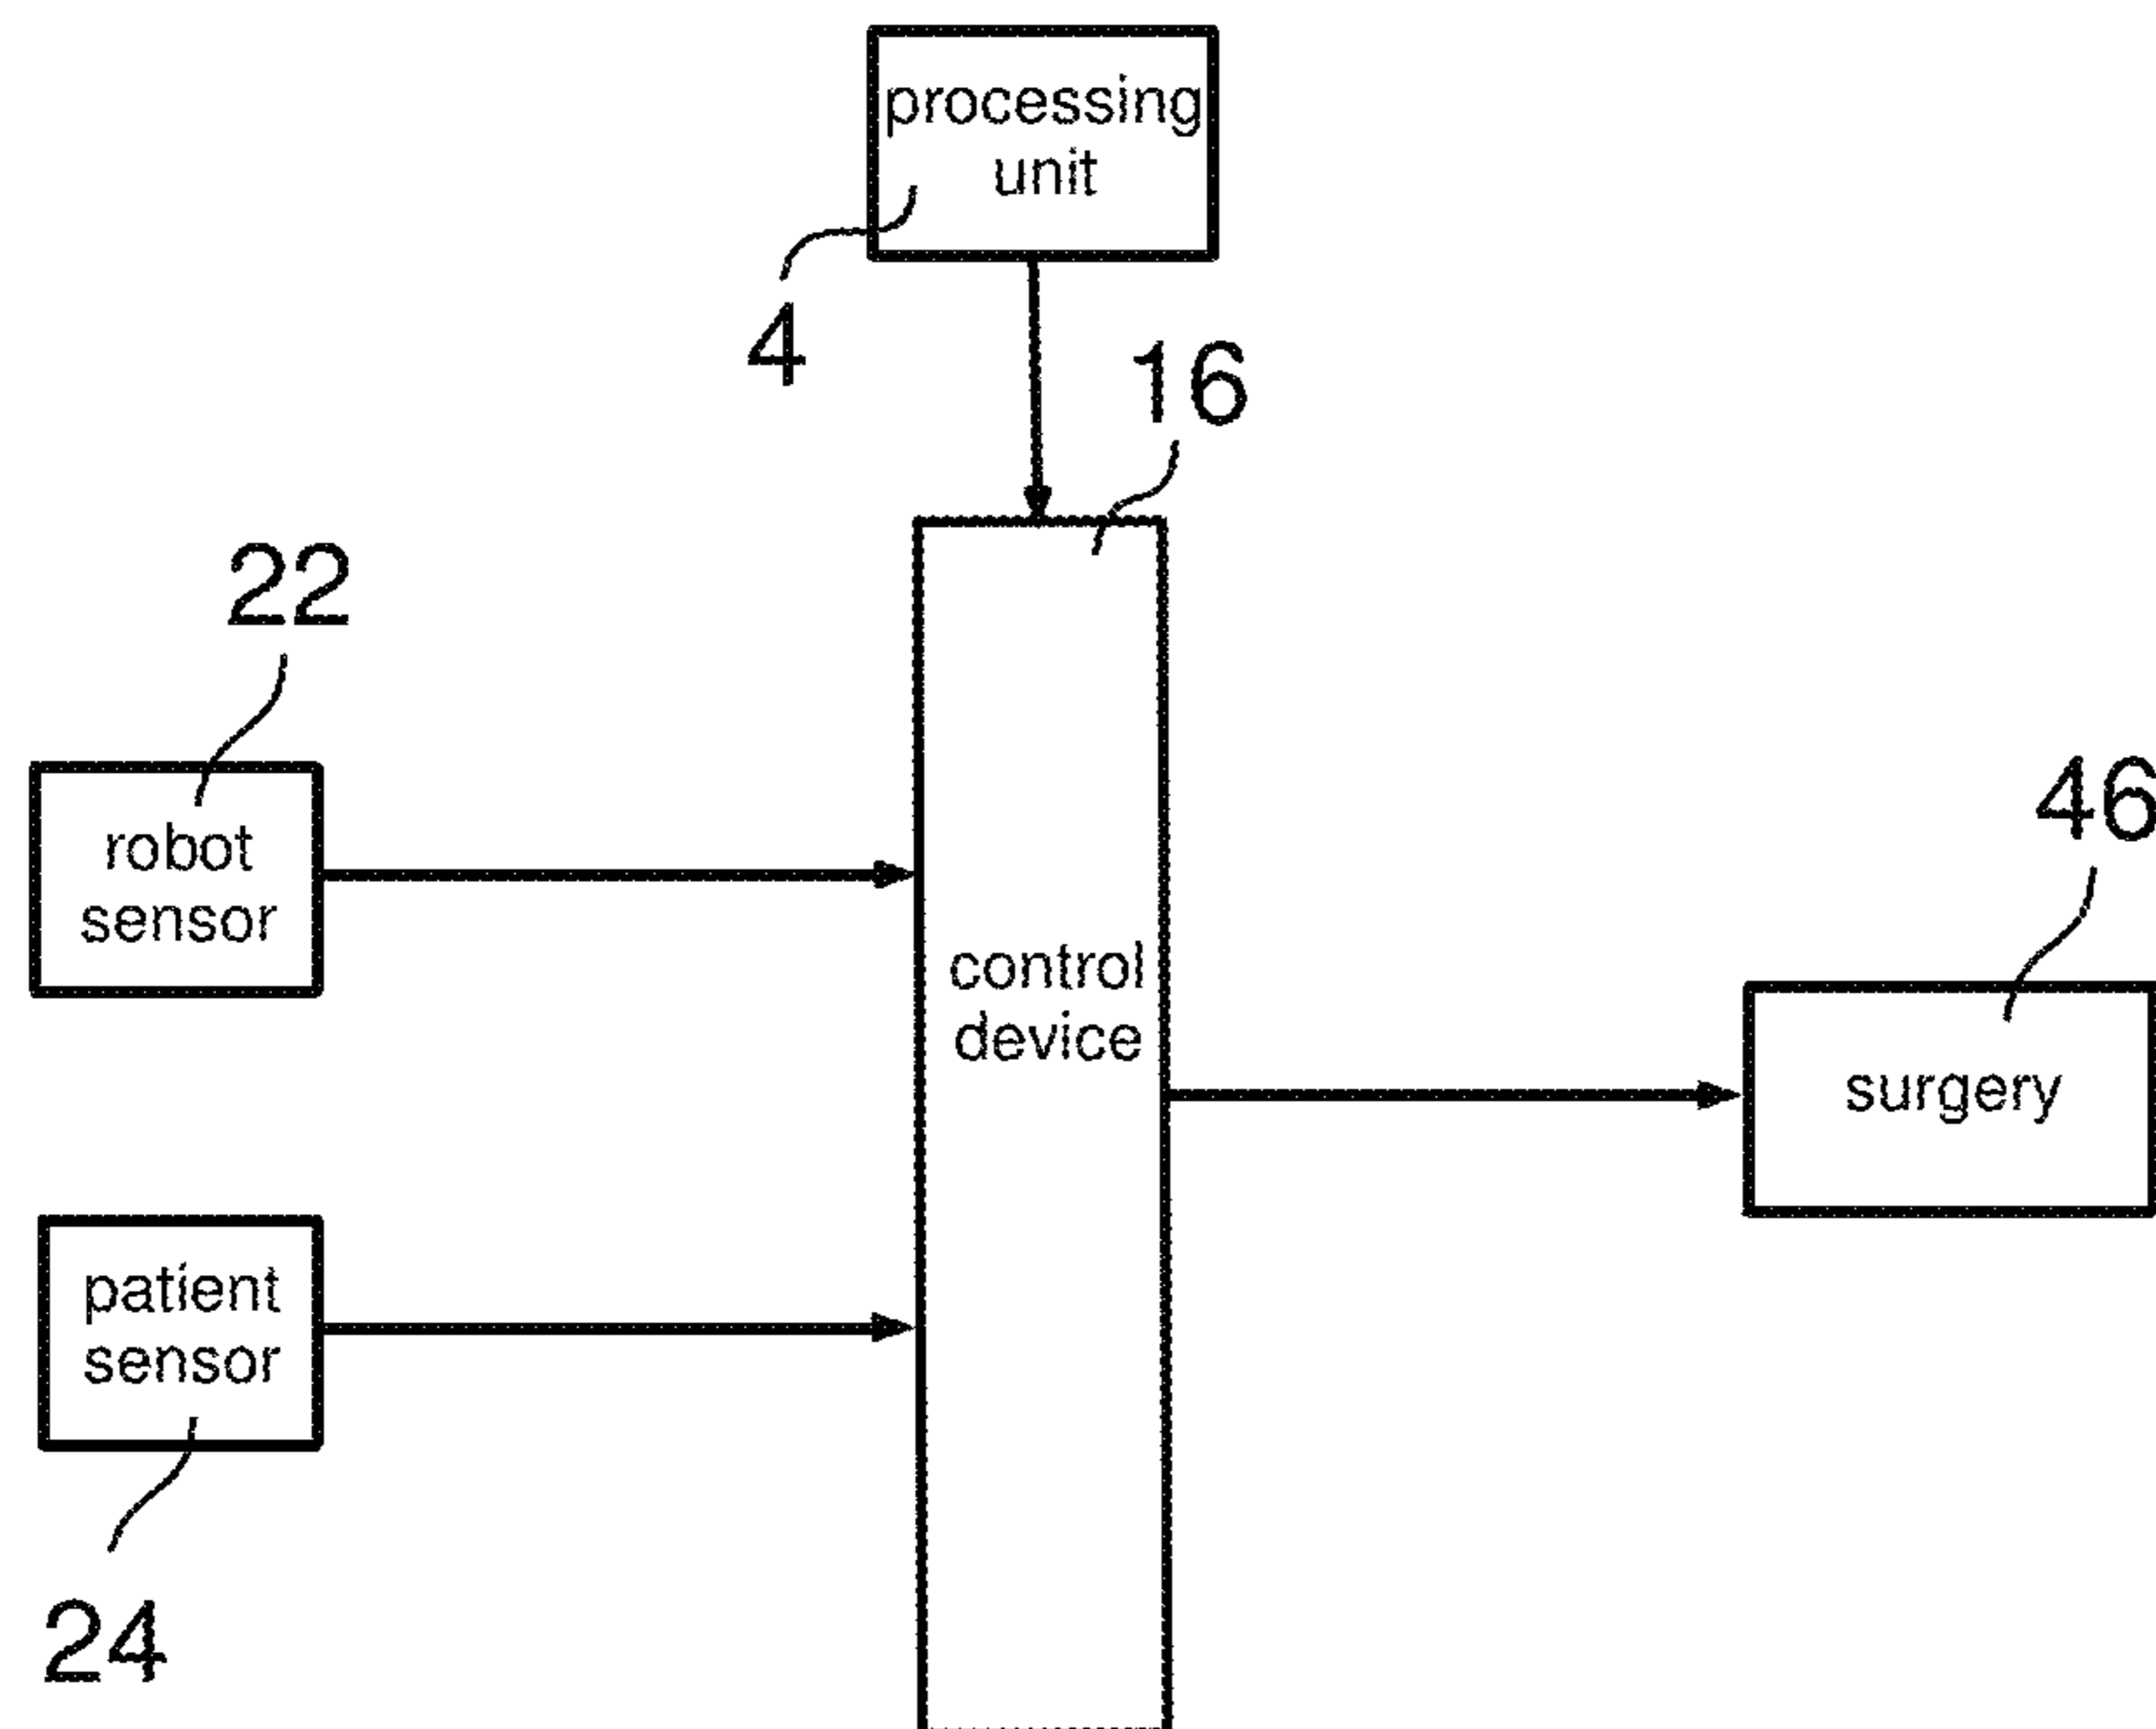 processing
unit
4
16
22
robot
sensor
46
control
device
surgery
patient
sensor
24